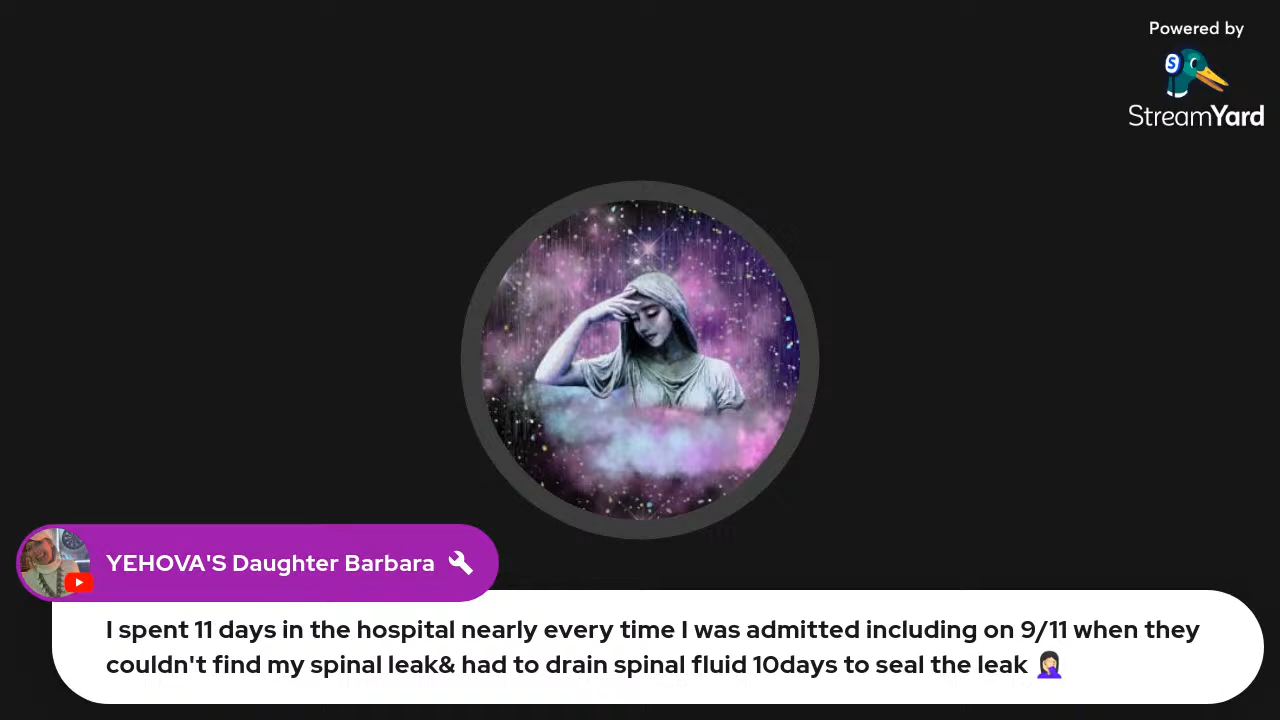 Powered by
S
StreamYard
YEHOVA'S Daughter Barbara
I spent 11 days in the hospital nearly every time I was admitted including on 9/11 when they
couldn't find my spinal leak& had to drain spinal fluid 10days to seal the leak 🤦🏻‍♀️